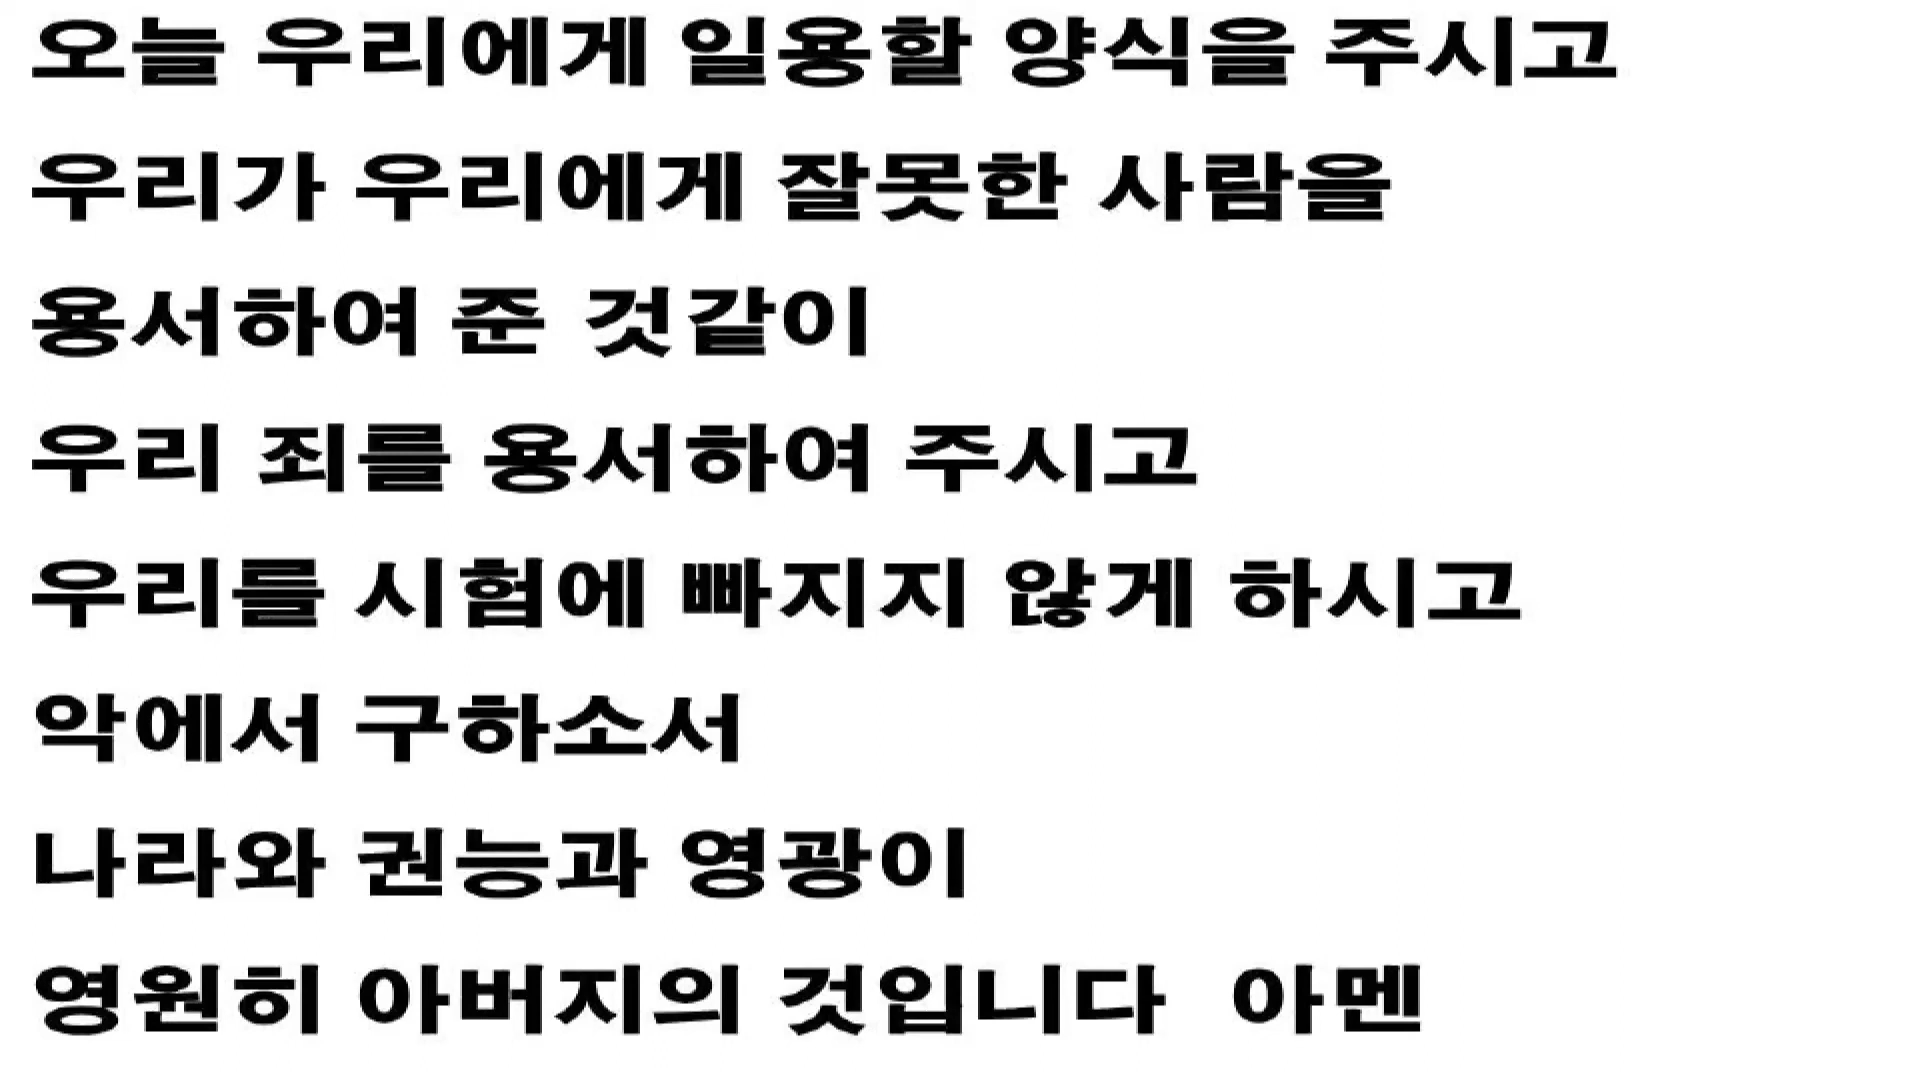 오늘 우리에게 일용할 양식을 주시고
우리가 우리에게 잘못한 사람을
용서하여 준 것같이
우리 죄를 용서하여 주시고
우리를 시험에 빠지지 않게 하시고
악에서 구하소서
나라와 권능과 영광이
영원히 아버지의 것입니다 아멘